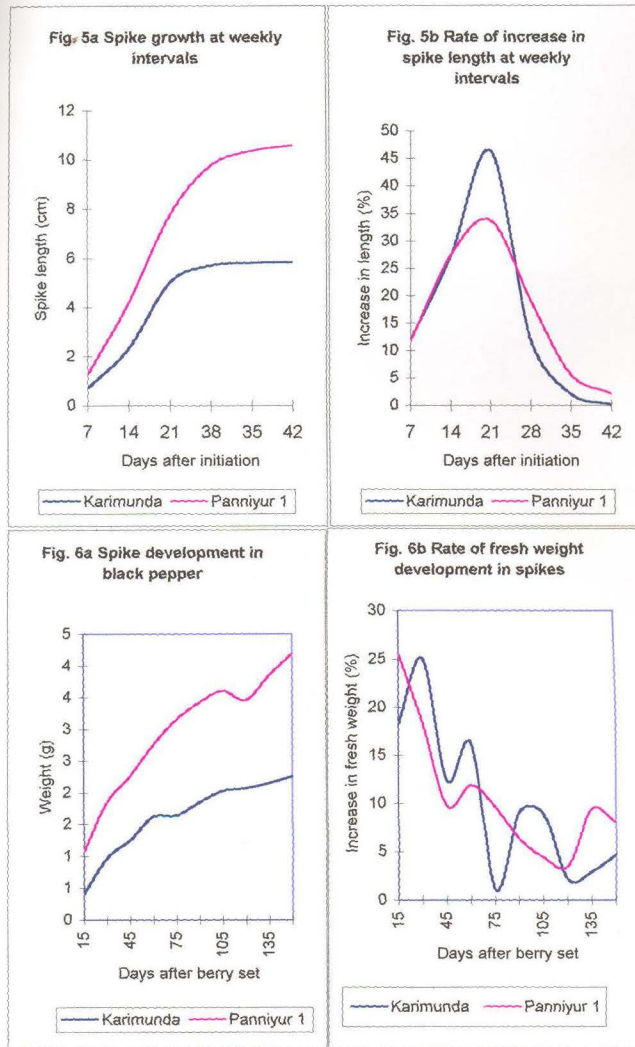 Fig. 5a Spike growth at weekly
intervals
12
10
8
6
4
2
0
Spike length (cm)
7 14 21 38 35 42
Days after initiation
Karimunda Panniyur 1
Fig. 5b Rate of increase in
spike length at weekly
intervals
50
45
40
35
30
25
20
15
10
5
0
Increase in length (%)
7 14 21 28 35 42
Days after initiation
Karimunda Panniyur 1
Fig. 6a Spike development in
black pepper
5
4
4
3
3
2
2
1
1
0
Weight (g)
15 45 75 105 135
Days after berry set
Karimunda Panniyur 1
Fig. 6b Rate of fresh weight
development in spikes
30
25
20
15
10
5
0
Increase in fresh weight (%)
15 45 75 105 135
Days after berry set
Karimunda Panniyur 1